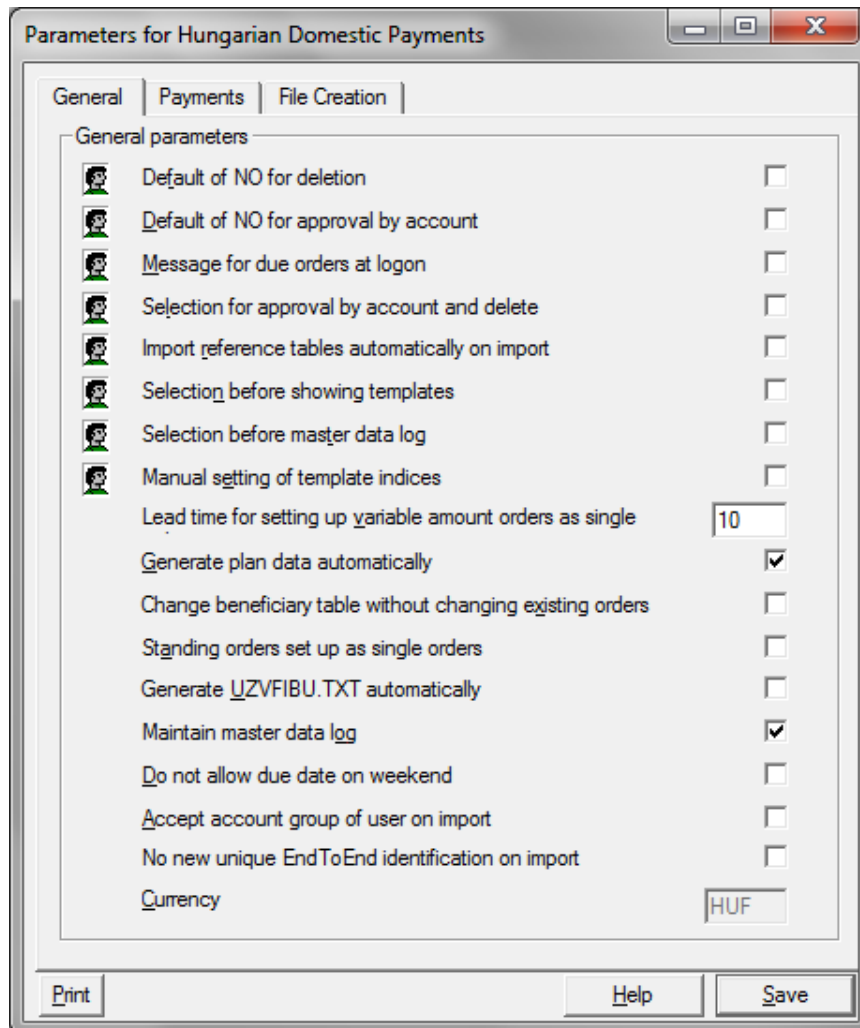 Parameters for Hungarian Domestic Payments
General Payments File Creation
General parameters
Default of NO for deletion
Default of NO for approval by account
Message for due orders at logon
Selection for approval by account and delete
Import reference tables automatically on import
Selection before showing templates
Selection before master data log
Manual setting of template indices
Lead time for setting up variable amount orders as single 10
Generate plan data automatically
Change beneficiary table without changing existing orders
Standing orders set up as single orders
Generate UZVFIBU.TXT automatically
Maintain master data log
Do not allow due date on weekend
Accept account group of user on import
No new unique EndToEnd identification on import
Currency HUF
Print Help Save